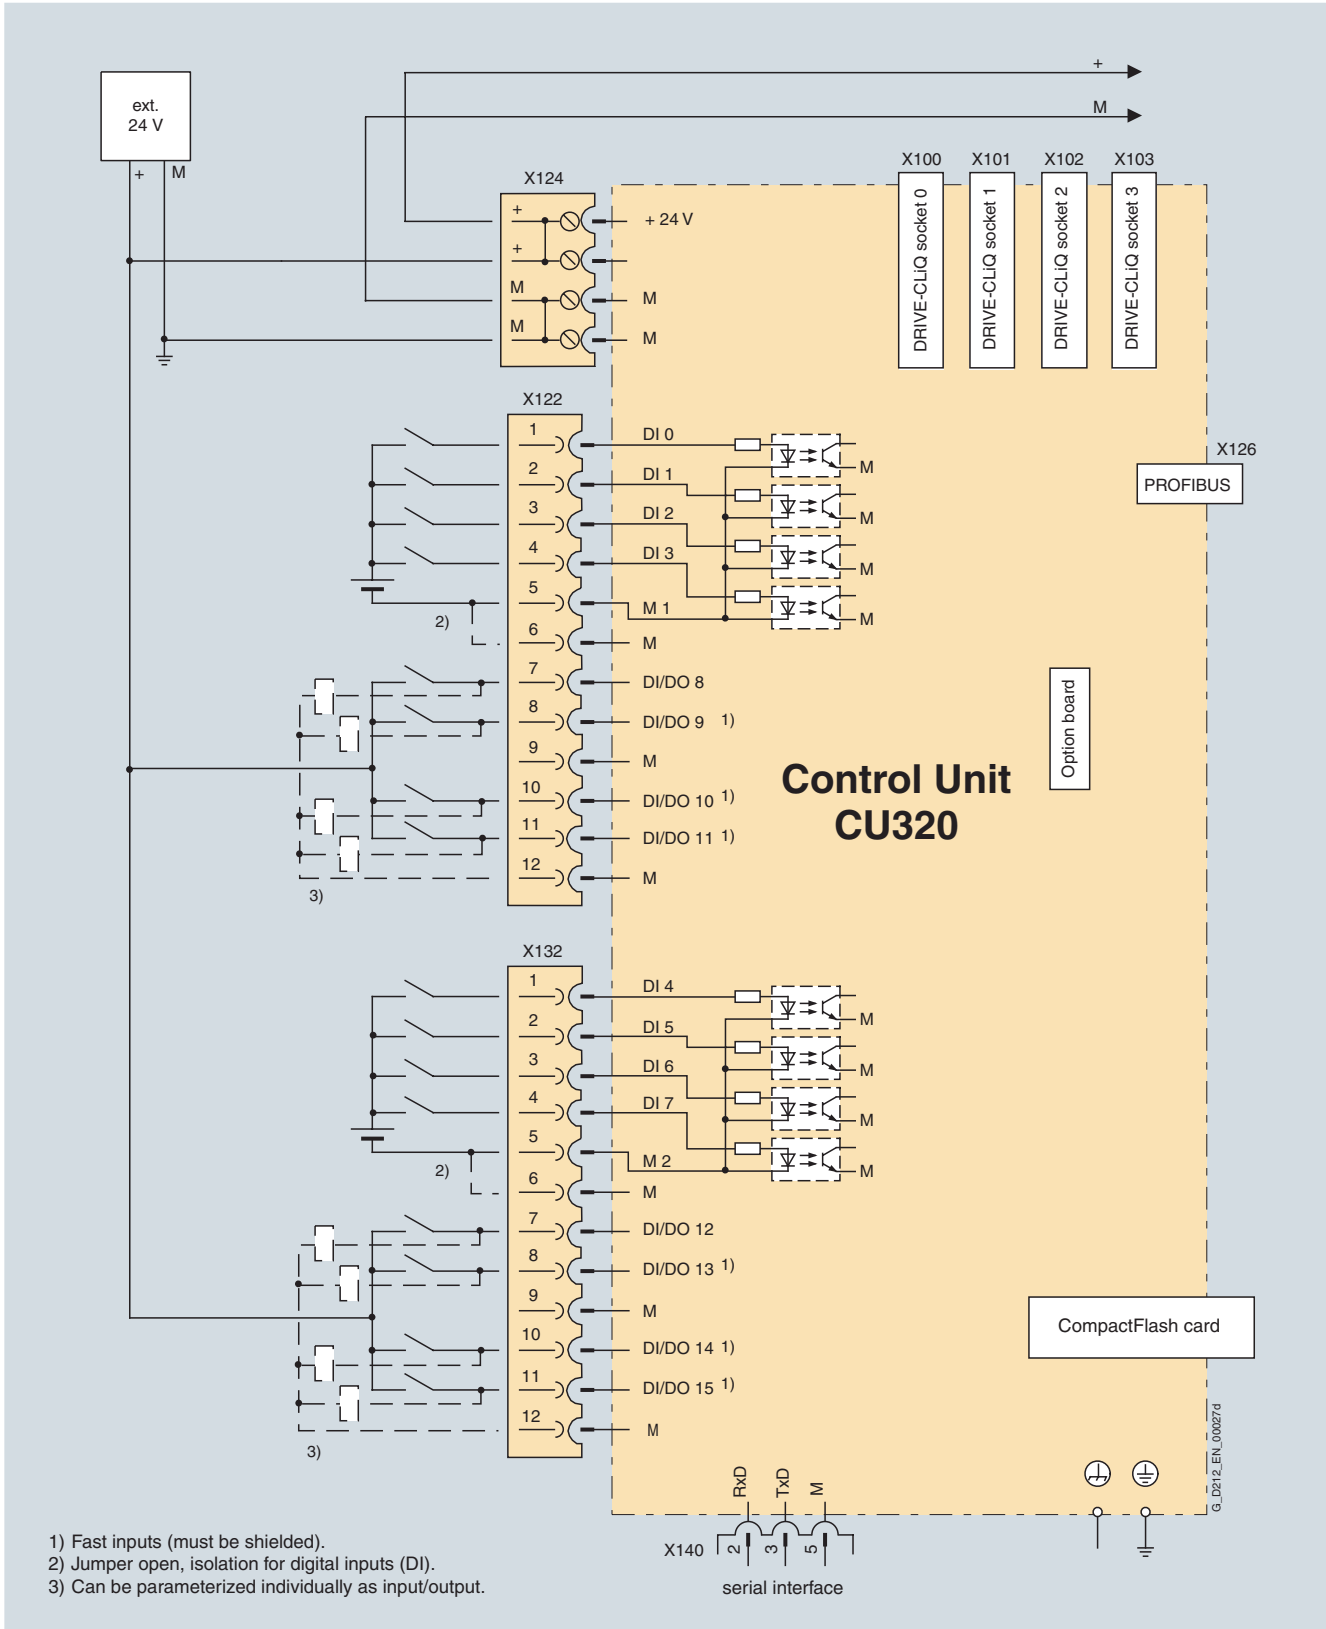 ext.
24 V
+
M
+
M
X124
+
+
M
M
+ 24 V
M
M
X100
X101
X102
X103
DRIVE-CLiQ socket 0
DRIVE-CLiQ socket 1
DRIVE-CLiQ socket 2
DRIVE-CLiQ socket 3
X122
1
DI 0
M
2
DI 1
M
3
DI 2
M
4
DI 3
M
5
M 1
2)
6
M
7
DI/DO 8
8
DI/DO 9 1)
9
M
10
DI/DO 10 1)
11
DI/DO 11 1)
12
M
3)
X126
PROFIBUS
Option board
Control Unit
CU320
X132
1
DI 4
M
2
DI 5
M
3
DI 6
M
4
DI 7
M
5
M 2
2)
6
M
7
DI/DO 12
8
DI/DO 13 1)
9
M
10
DI/DO 14 1)
11
DI/DO 15 1)
12
M
3)
CompactFlash card
G_D212_EN_00027d
RxD
TxD
M
X140
2
3
5
serial interface
1) Fast inputs (must be shielded).
2) Jumper open, isolation for digital inputs (DI).
3) Can be parameterized individually as input/output.